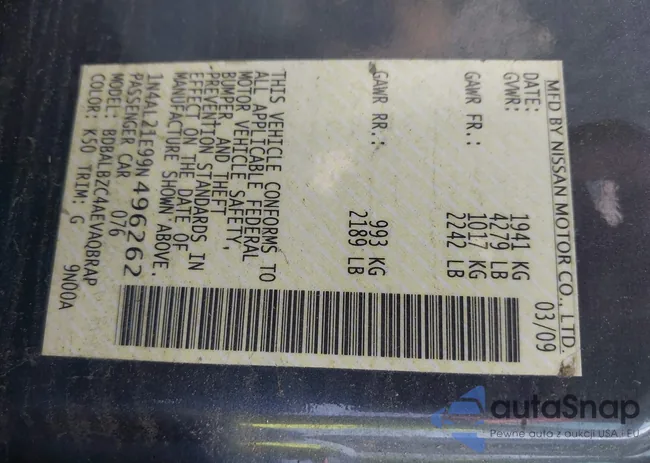 MFD BY NISSAN MOTOR CO., LTD.
DATE: 03/09
GVWR: 1941 KG
4279 LB
GAWR FR.: 1017 KG
2242 LB
GAWR RR.: 993 KG
2189 LB
THIS VEHICLE CONFORMS TO
ALL APPLICABLE FEDERAL
MOTOR VEHICLE SAFETY,
BUMPER AND THEFT
PREVENTION STANDARDS IN
EFFECT ON THE DATE OF
MANUFACTURE SHOWN ABOVE.
1N4AL21E99N496262
PASSENGER CAR 076
MODEL: BDBALBZC4AEVAQBRAP
COLOR: K50 TRIM: G 9N00A
autaSnap
Pewne auto z aukcji USA - EU